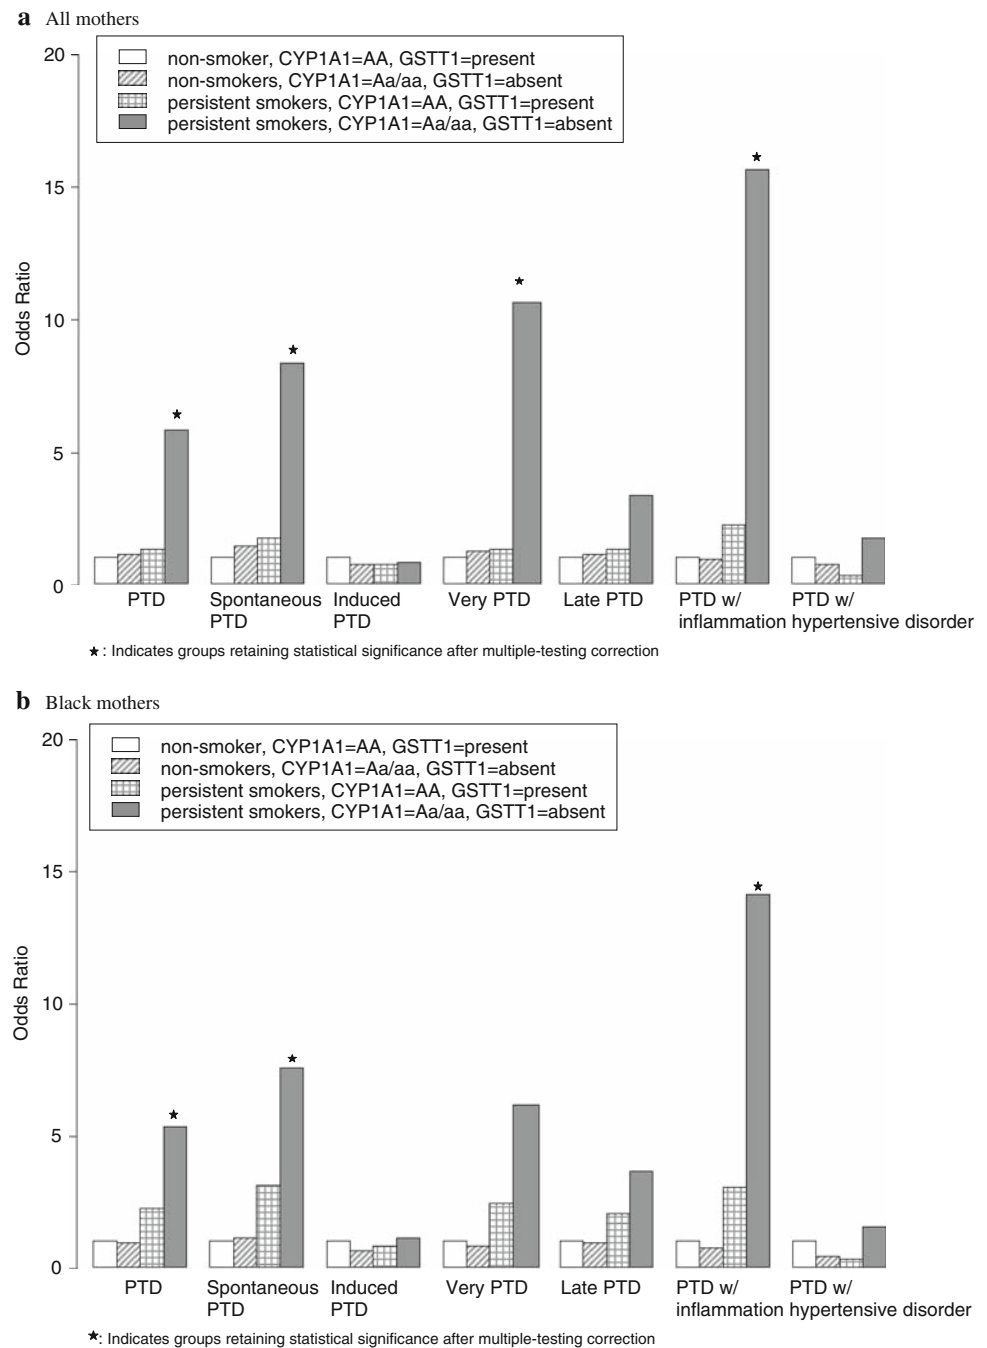 a All mothers
20
non-smoker, CYP1A1=AA, GSTT1=present
non-smokers, CYP1A1=Aa/aa, GSTT1=absent
persistent smokers, CYP1A1=AA, GSTT1=present
persistent smokers, CYP1A1=Aa/aa, GSTT1=absent
15
10
5
0
Odds Ratio
PTD
Spontaneous
PTD
Induced
PTD
Very PTD
Late PTD
PTD w/
inflammation
PTD w/
hypertensive disorder
★: Indicates groups retaining statistical significance after multiple-testing correction
b Black mothers
20
non-smoker, CYP1A1=AA, GSTT1=present
non-smokers, CYP1A1=Aa/aa, GSTT1=absent
persistent smokers, CYP1A1=AA, GSTT1=present
persistent smokers, CYP1A1=Aa/aa, GSTT1=absent
15
10
5
0
Odds Ratio
PTD
Spontaneous
PTD
Induced
PTD
Very PTD
Late PTD
PTD w/
inflammation
PTD w/
hypertensive disorder
★: Indicates groups retaining statistical significance after multiple-testing correction